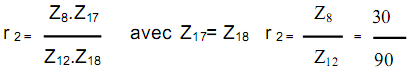 r 2 = Z8.Z17 / Z12.Z18 avec Z17= Z18 r 2 = Z8 / Z12 = 30 / 90